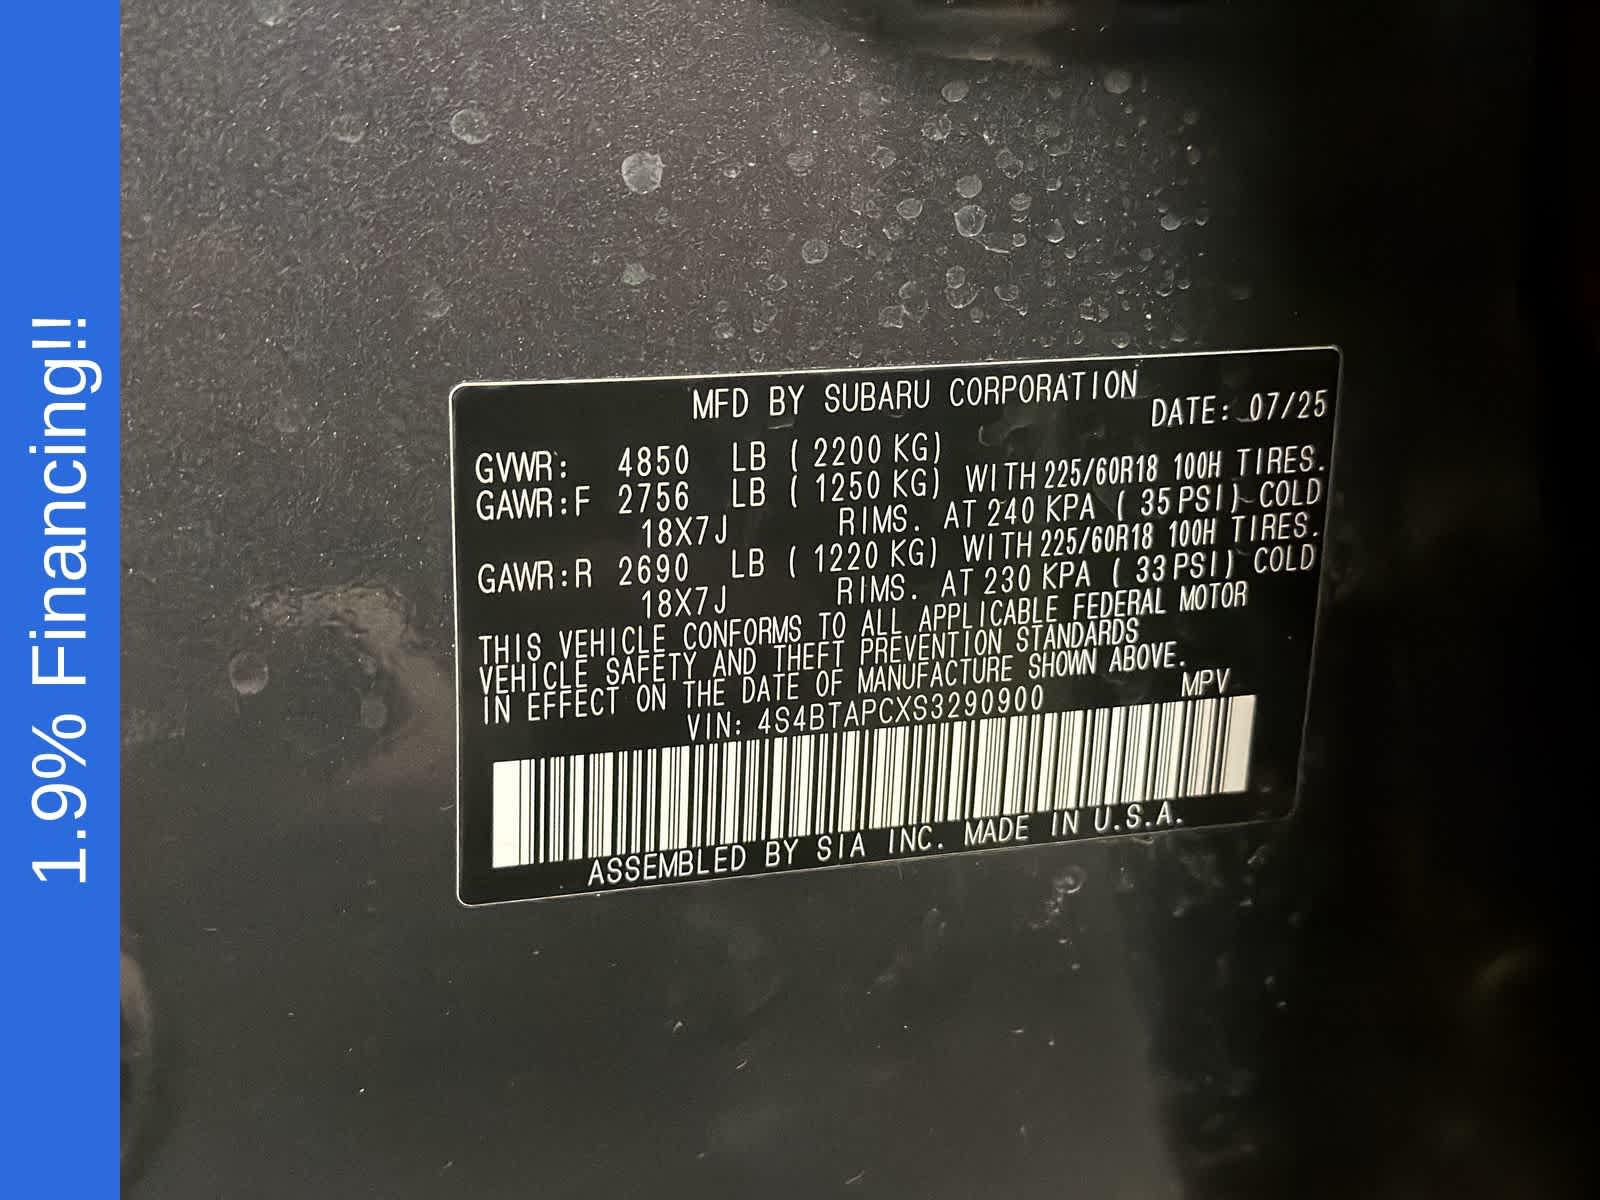 1.9% Financing!!
MFD BY SUBARU CORPORATION
DATE: 07/25
GVWR: 4850 LB ( 2200 KG)
GAWR:F 2756 LB ( 1250 KG) WITH 225/60R18 100H TIRES.
18X7J RIMS. AT 240 KPA ( 35 PSI) COLD
GAWR:R 2690 LB ( 1220 KG) WITH 225/60R18 100H TIRES.
18X7J RIMS. AT 230 KPA ( 33 PSI) COLD
THIS VEHICLE CONFORMS TO ALL APPLICABLE FEDERAL MOTOR
VEHICLE SAFETY AND THEFT PREVENTION STANDARDS
IN EFFECT ON THE DATE OF MANUFACTURE SHOWN ABOVE.
VIN: 4S4BTAPCXS3290900 MPV
ASSEMBLED BY SIA INC. MADE IN U.S.A.